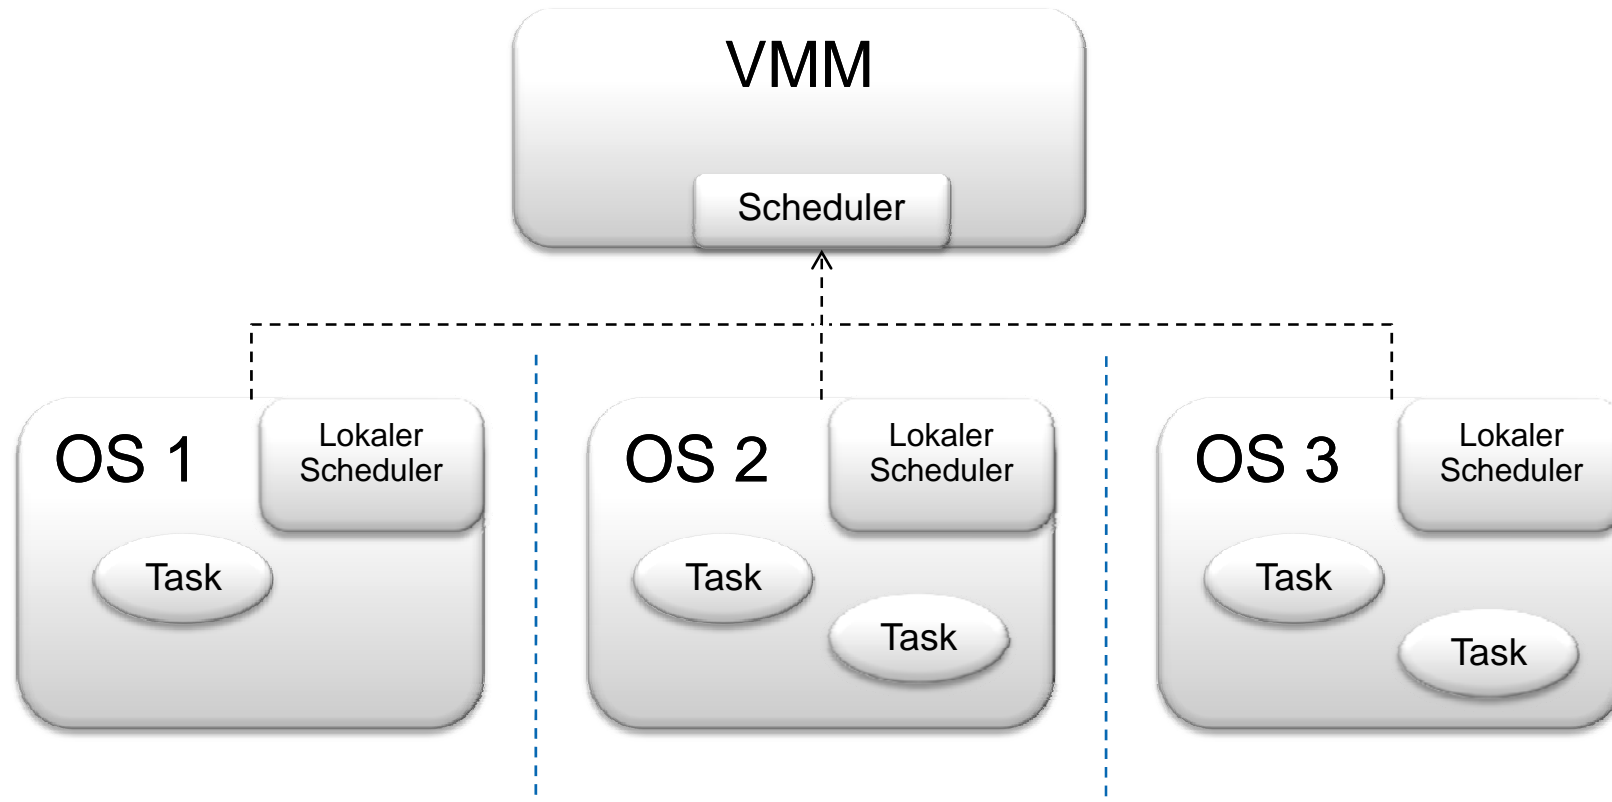 VMM
Scheduler
OS 1
Lokaler
Scheduler
Task
OS 2
Lokaler
Scheduler
Task
Task
OS 3
Lokaler
Scheduler
Task
Task